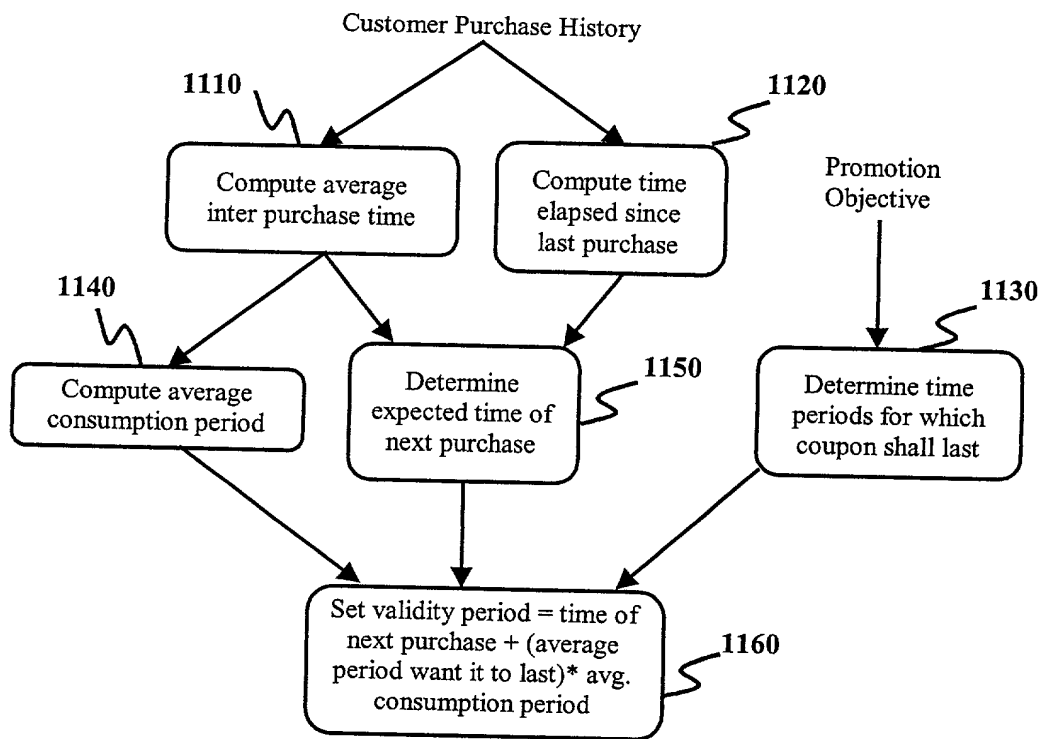 Customer Purchase History
1110
1120
Compute average
inter purchase time
Compute time
elapsed since
last purchase
Promotion
Objective
1140
1130
Compute average
consumption period
Determine
expected time of
next purchase
1150
Determine time
periods for which
coupon shall last
Set validity period = time of
next purchase + (average
period want it to last)* avg.
consumption period
1160